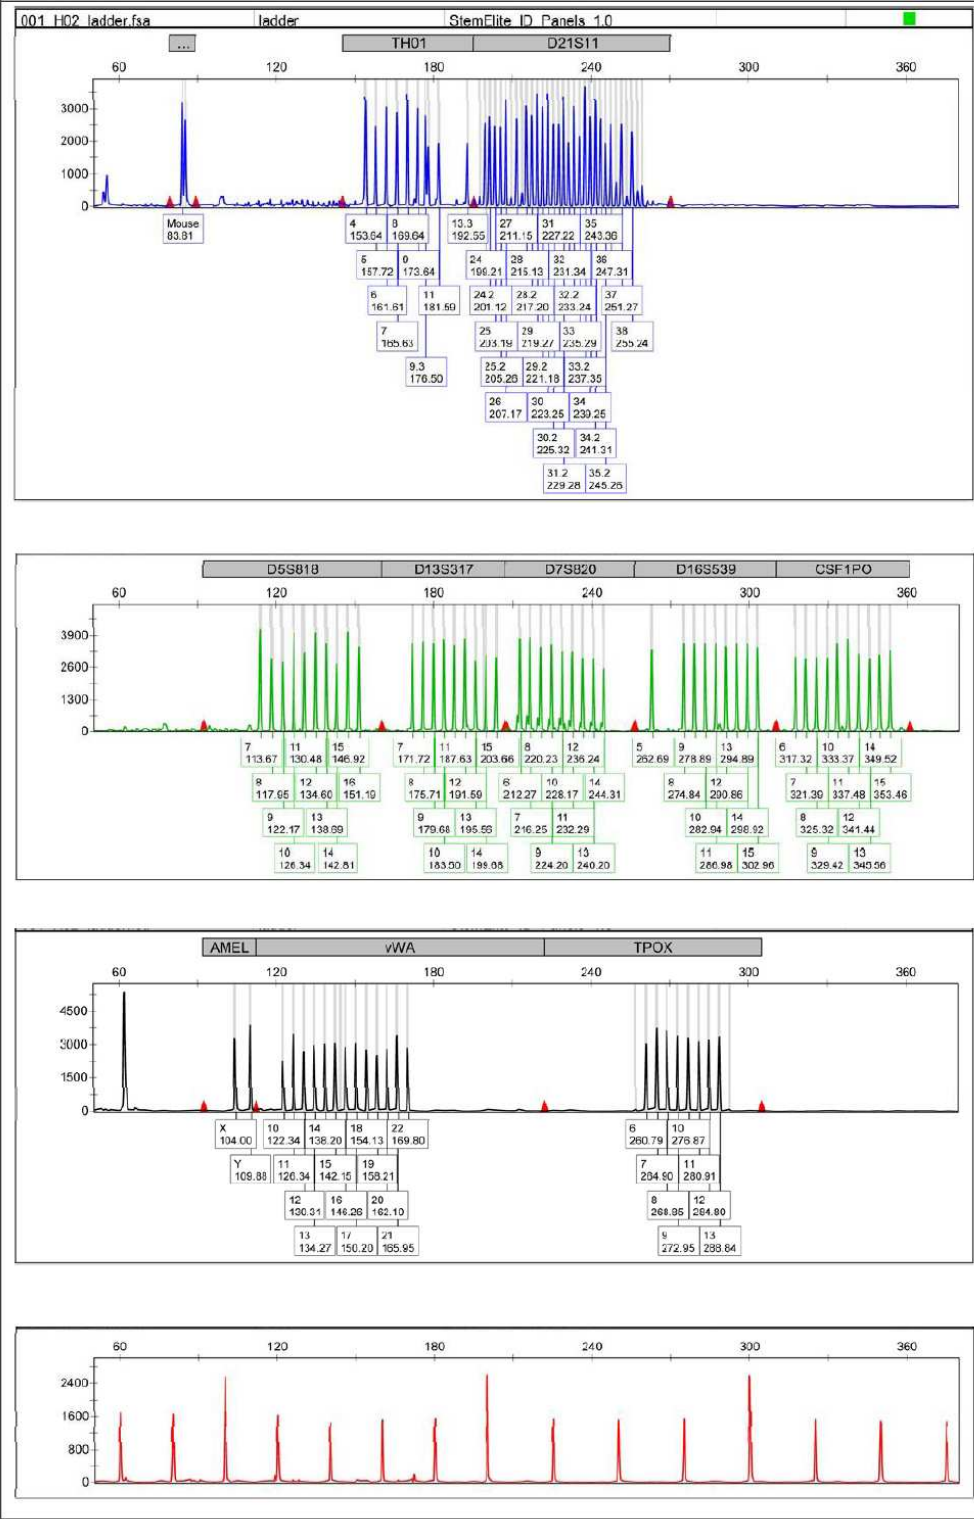 001_H02_ladder.fsa ladder StemElite_ID_Panels_1.0
... TH01 D21S11
60 120 180 240 300 360
3000
2000
1000
0
Mouse 4 8 13.3 27 31 35
83.81 153.64 169.64 192.55 211.15 227.22 243.36
5 9 24 28 32 36
157.72 173.64 199.21 215.13 231.34 247.31
6 11 24.2 28.2 32.2 37
161.61 181.59 201.12 217.20 233.24 251.27
7 25 29 33 38
165.63 203.19 219.27 235.29 255.24
9.3 25.2 29.2 33.2
176.50 205.26 221.18 237.35
26 30 34
207.17 223.25 239.25
30.2 34.2
225.32 241.31
31.2 35.2
229.28 245.26
D5S818 D13S317 D7S820 D16S539 CSF1PO
60 120 180 240 300 360
3900
2600
1300
0
7 11 15 7 11 15 8 12 5 9 13 6 10 14
113.67 130.48 146.92 171.72 187.63 203.66 220.23 236.24 262.69 278.89 294.89 317.32 333.37 349.52
8 12 16 8 12 6 10 14 8 12 7 11 15
117.95 134.60 151.10 175.71 191.59 212.27 228.17 244.31 274.84 290.86 321.39 337.48 353.46
9 13 9 13 7 11 10 14 8 12
122.17 138.69 179.68 195.56 216.25 232.29 282.94 298.92 325.32 341.44
10 14 10 14 9 13 11 15 9 13
126.34 142.81 183.50 199.68 224.20 240.20 286.98 302.96 329.42 345.56
AMEL vWA TPOX
60 120 180 240 300 360
4500
3000
1500
0
X 10 14 18 22 6 10
104.00 122.34 138.20 154.13 169.80 260.79 276.87
Y 11 15 19 7 11
109.88 126.34 142.15 158.21 264.90 280.91
12 16 20 8 12
130.31 146.26 162.10 268.95 284.80
13 17 21 9 13
134.27 150.20 165.95 272.95 288.84
60 120 180 240 300 360
2400
1600
800
0